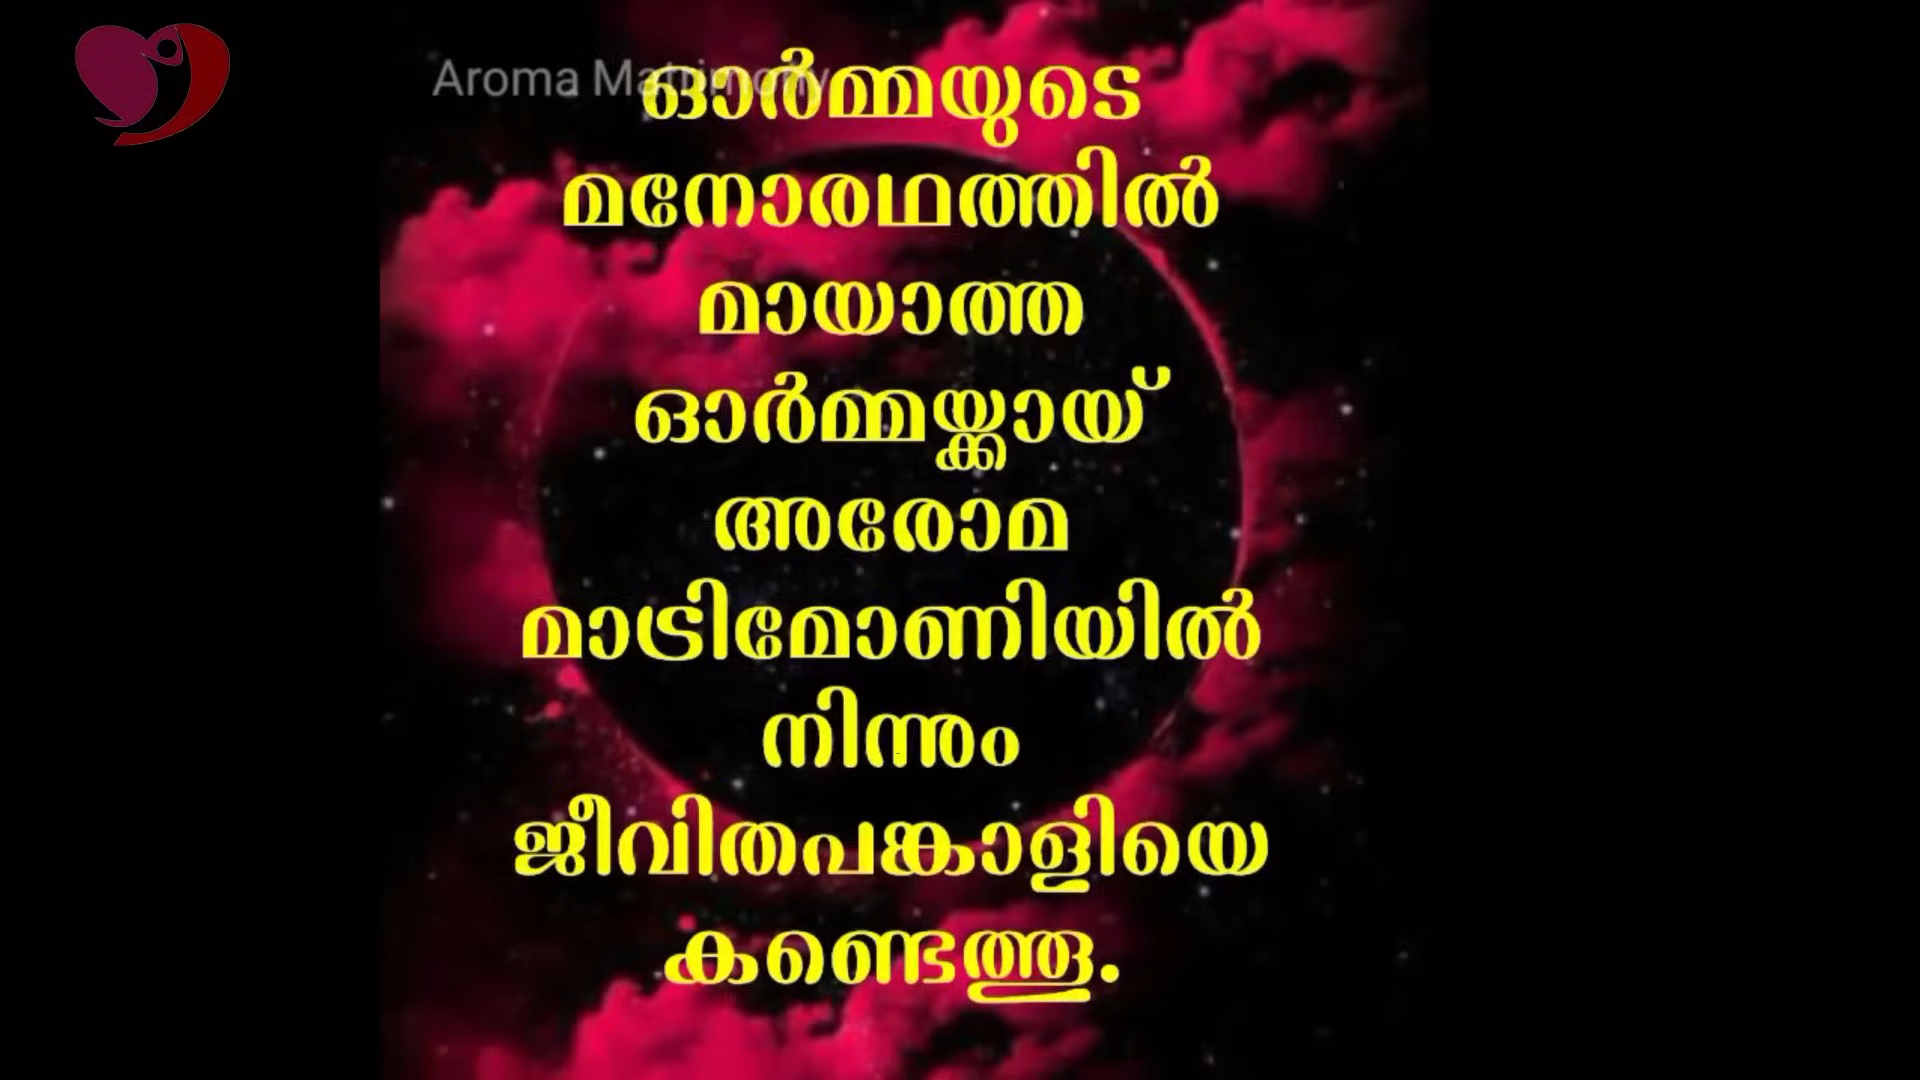 Aroma Matrimony
ഓർമ്മയുടെ
മനോരഥത്തിൽ
മായാത്ത
ഓർമ്മയ്ക്കായ്
അരോമ
മാട്രിമോണിയിൽ
നിന്നും
ജീവിതപങ്കാളിയെ
കണ്ടെത്തൂ.